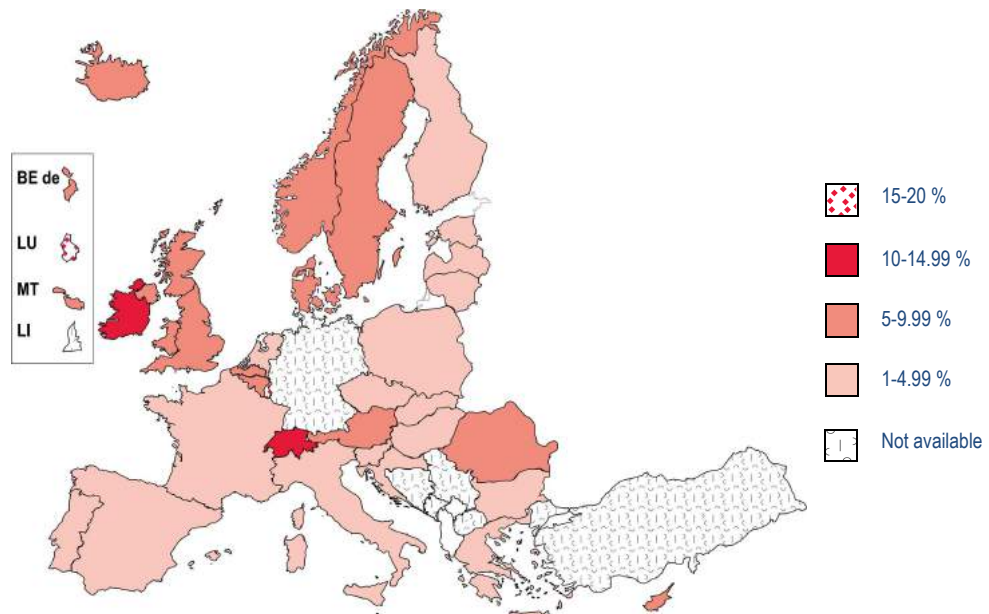 BE de
LU
MT
LI
15-20 %
10-14.99 %
5-9.99 %
1-4.99 %
Not available